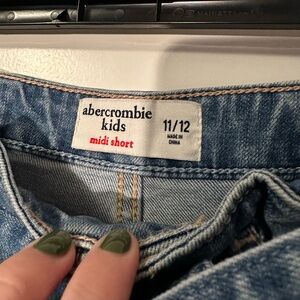 abercrombie
kids
midi short
11/12
MADE IN
CHINA